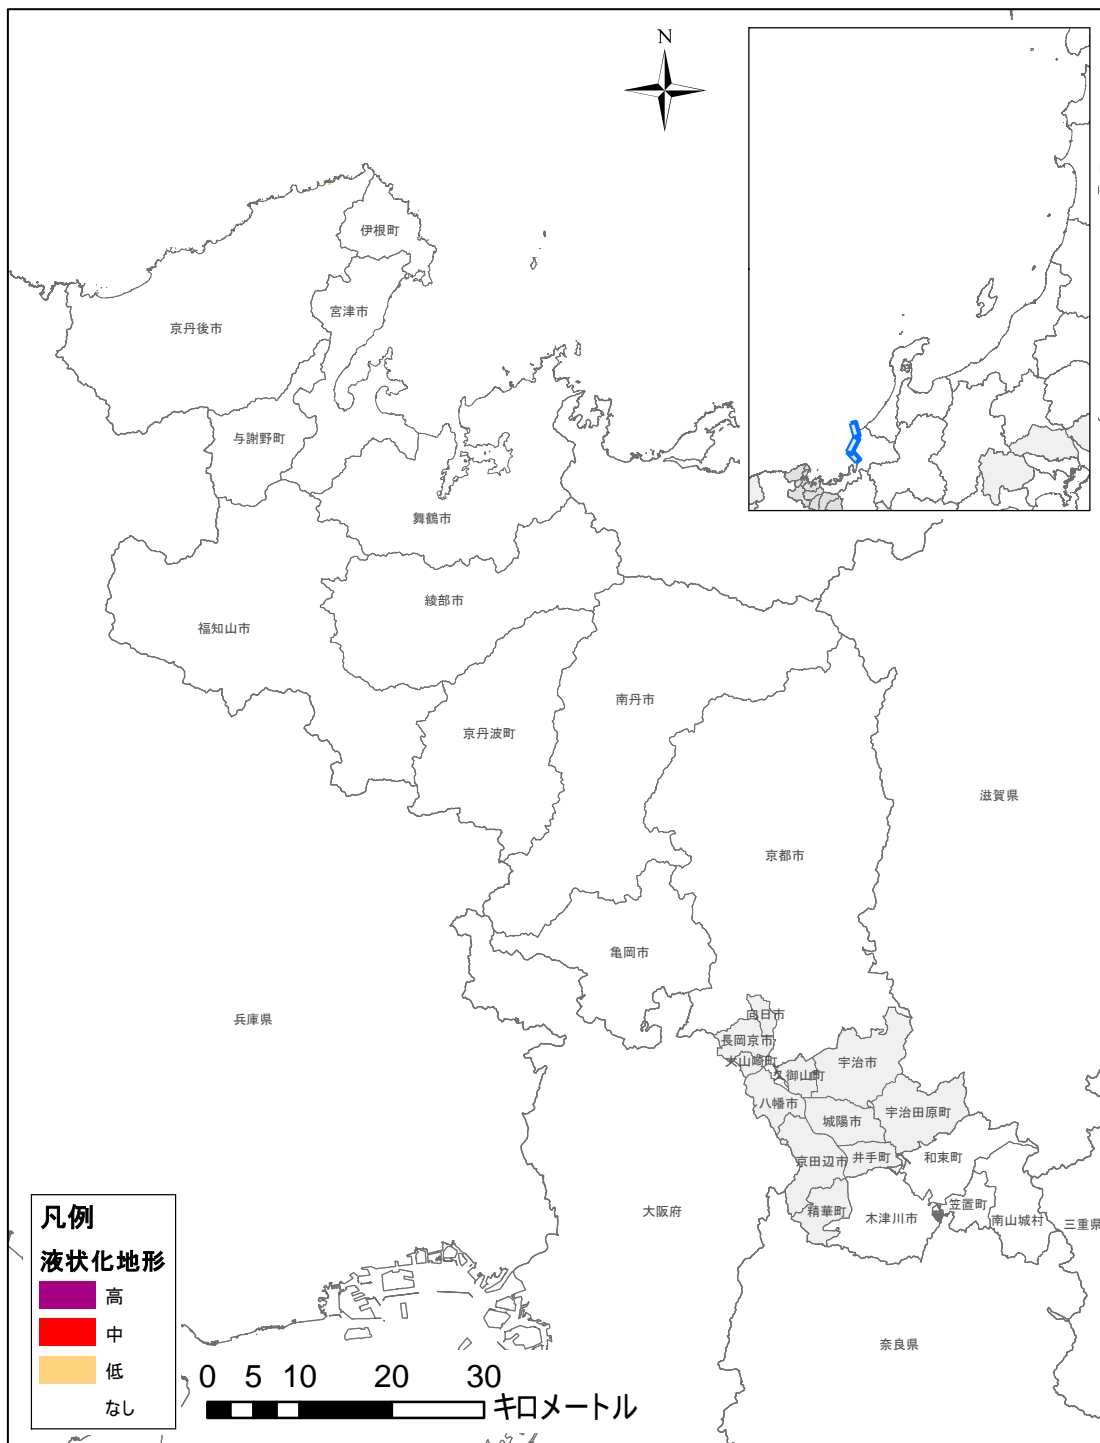 N
伊根町
宮津市
京丹後市
与謝野町
舞鶴市
綾部市
福知山市
南丹市
京丹波町
滋賀県
京都市
亀岡市
兵庫県
向日市
長岡京市
大山崎町
久御山町
宇治市
八幡市
城陽市
宇治田原町
京田辺市
井手町
和束町
精華町
木津川市
笠置町
南山城村
三重県
大阪府
奈良県
凡例
液状化地形
高
中
低
なし
0 5 10 20 30
キロメートル